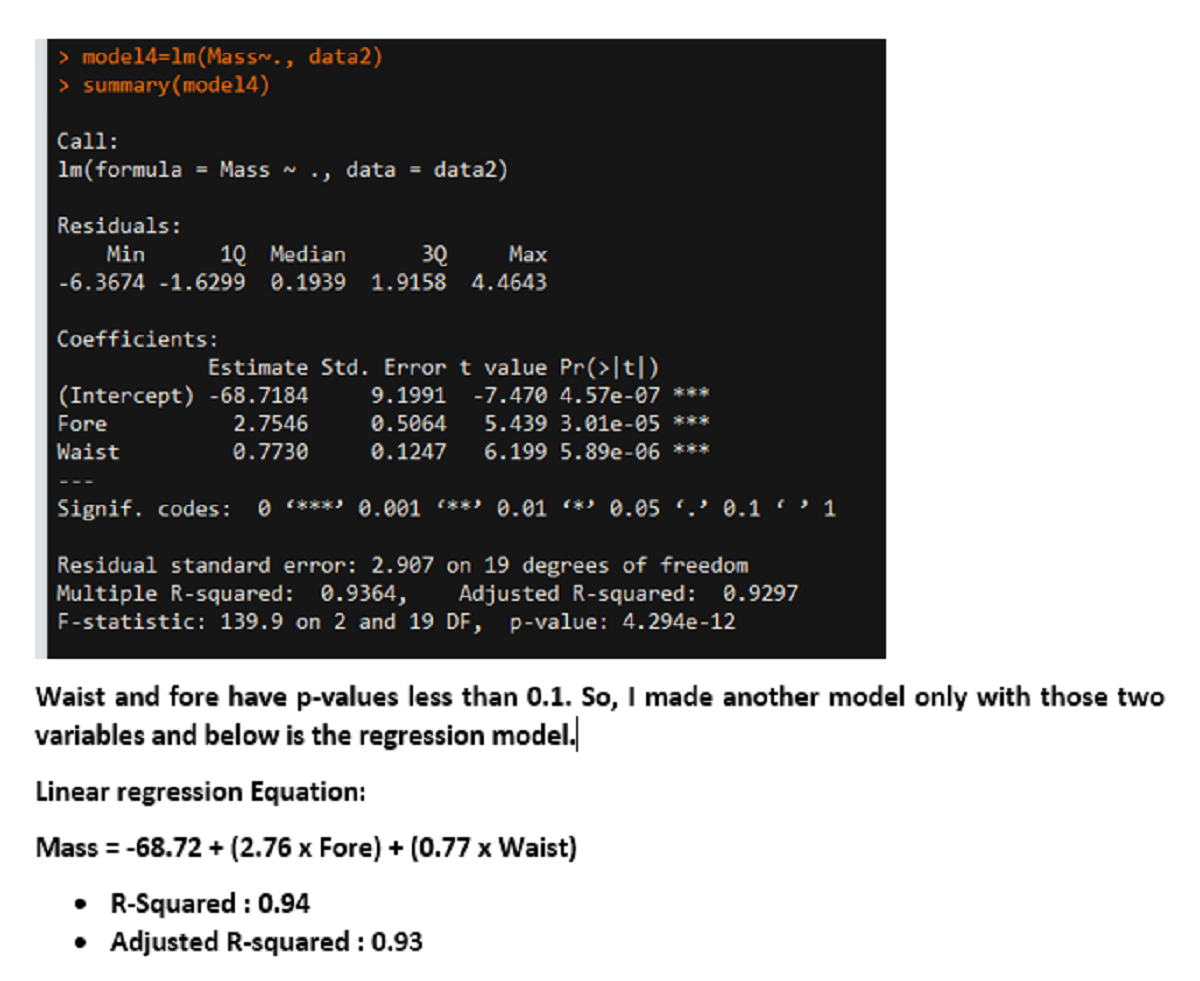 > model4=lm(Mass~., data2)
> summary(model4)
Call:
lm(formula = Mass ~ ., data = data2)
Residuals:
    Min      1Q  Median      3Q     Max
-6.3674 -1.6299  0.1939  1.9158  4.4643
Coefficients:
            Estimate Std. Error t value Pr(>|t|)
(Intercept) -68.7184     9.1991  -7.470 4.57e-07 ***
Fore          2.7546     0.5064   5.439 3.01e-05 ***
Waist         0.7730     0.1247   6.199 5.89e-06 ***
---
Signif. codes:  0 ‘***’ 0.001 ‘**’ 0.01 ‘*’ 0.05 ‘.’ 0.1 ‘ ’ 1
Residual standard error: 2.907 on 19 degrees of freedom
Multiple R-squared:  0.9364,    Adjusted R-squared:  0.9297
F-statistic: 139.9 on 2 and 19 DF,  p-value: 4.294e-12
Waist and fore have p-values less than 0.1. So, I made another model only with those two
variables and below is the regression model.
Linear regression Equation:
Mass = -68.72 + (2.76 x Fore) + (0.77 x Waist)
• R-Squared : 0.94
• Adjusted R-squared : 0.93